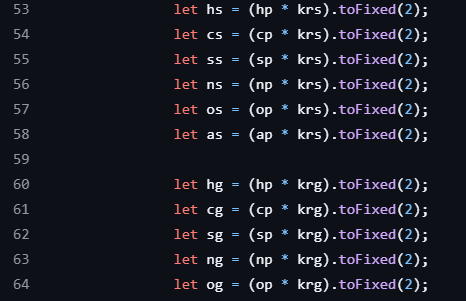 53 let hs = (hp * krs).toFixed(2);
54 let cs = (cp * krs).toFixed(2);
55 let ss = (sp * krs).toFixed(2);
56 let ns = (np * krs).toFixed(2);
57 let os = (op * krs).toFixed(2);
58 let as = (ap * krs).toFixed(2);
59
60 let hg = (hp * krg).toFixed(2);
61 let cg = (cp * krg).toFixed(2);
62 let sg = (sp * krg).toFixed(2);
63 let ng = (np * krg).toFixed(2);
64 let og = (op * krg).toFixed(2);